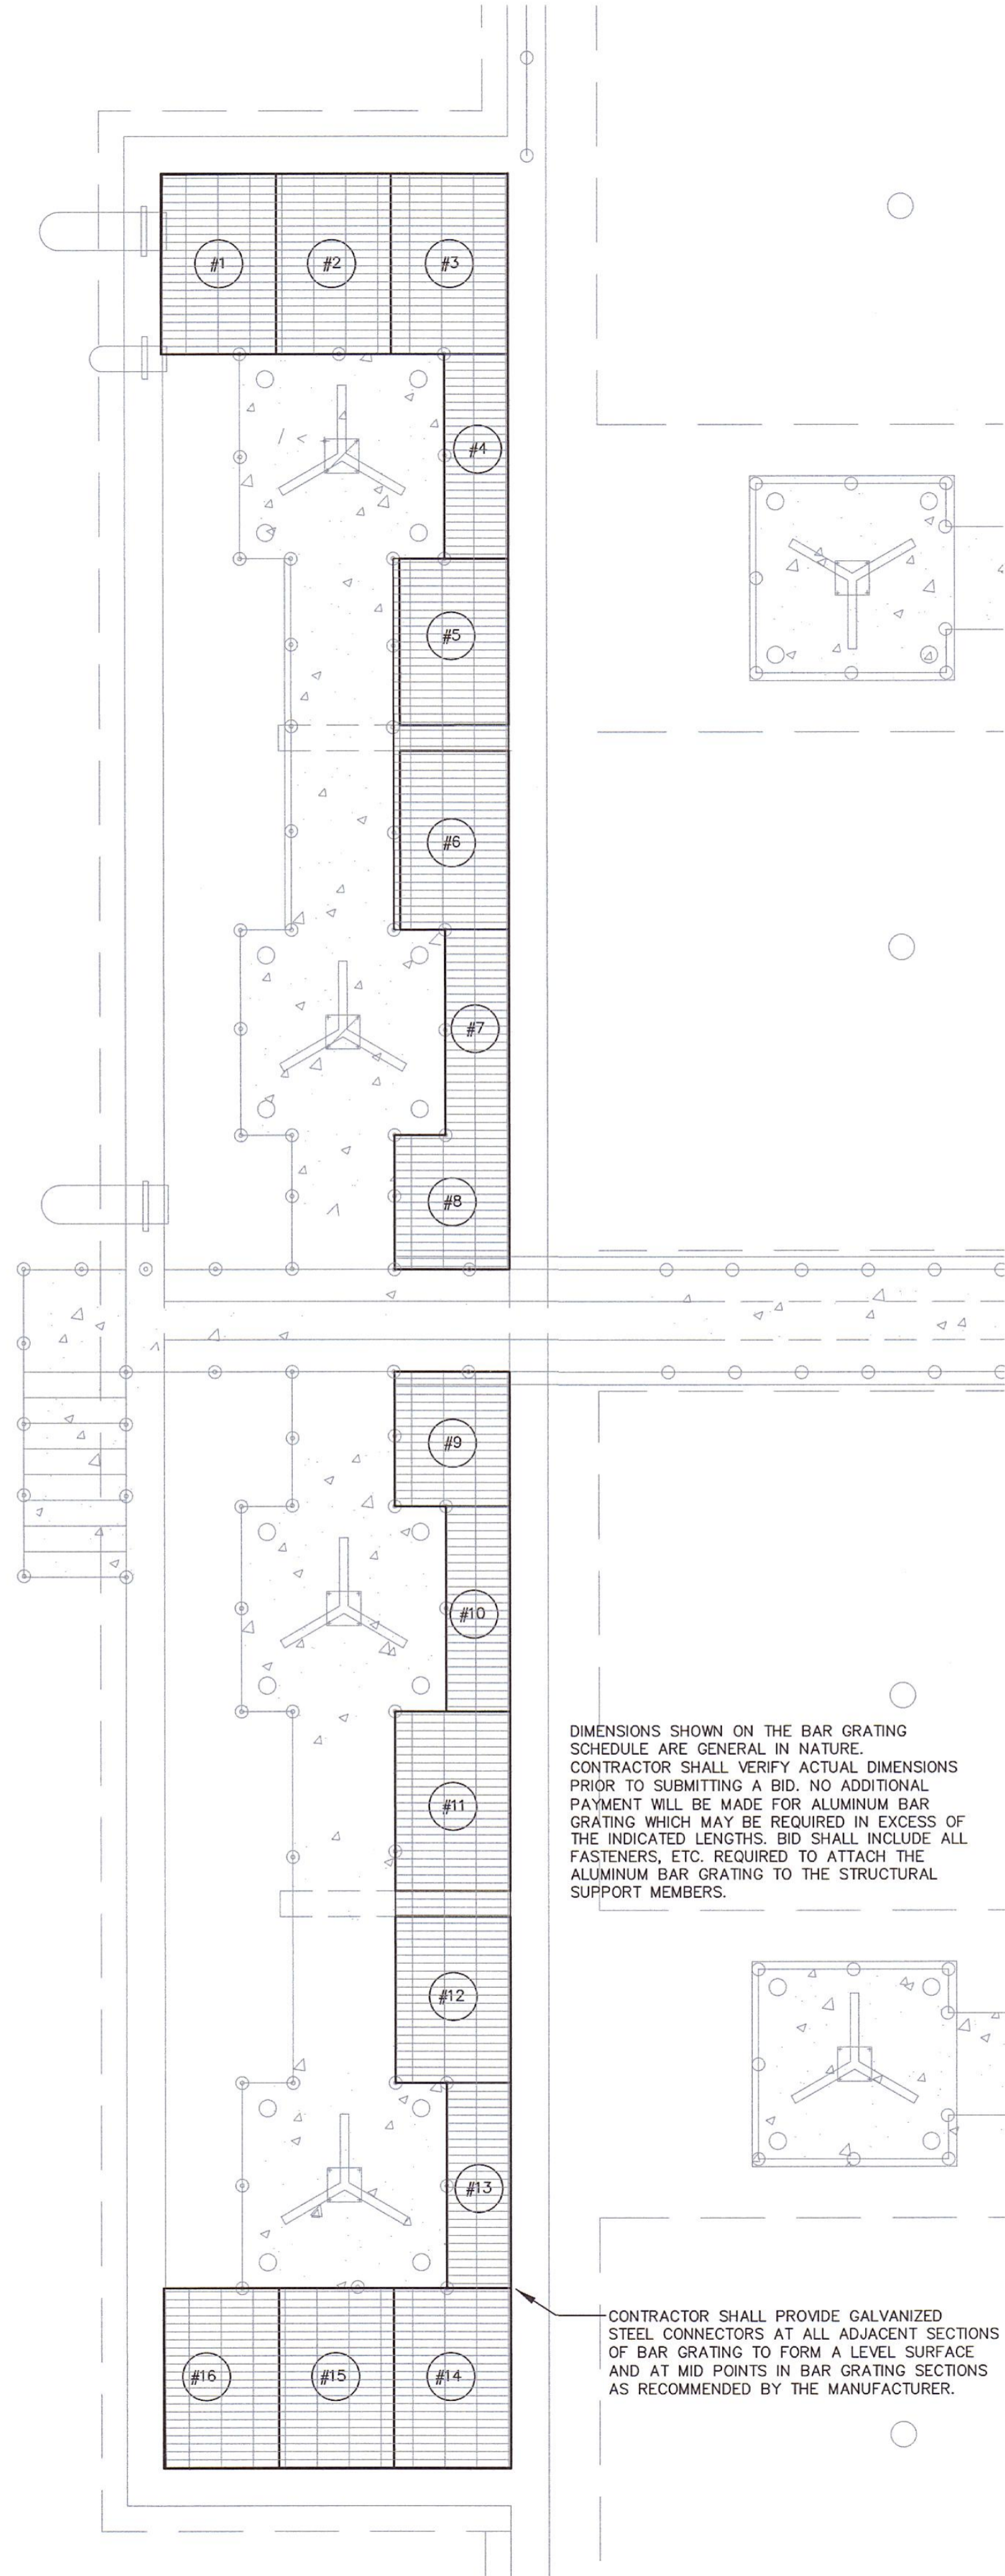 #1 #2 #3
#4
#5
#6
#7
#8
#9
#10
DIMENSIONS SHOWN ON THE BAR GRATING
SCHEDULE ARE GENERAL IN NATURE.
CONTRACTOR SHALL VERIFY ACTUAL DIMENSIONS
PRIOR TO SUBMITTING A BID. NO ADDITIONAL
PAYMENT WILL BE MADE FOR ALUMINUM BAR
GRATING WHICH MAY BE REQUIRED IN EXCESS OF
THE INDICATED LENGTHS. BID SHALL INCLUDE ALL
FASTENERS, ETC. REQUIRED TO ATTACH THE
ALUMINUM BAR GRATING TO THE STRUCTURAL
SUPPORT MEMBERS.
#11
#12
#13
CONTRACTOR SHALL PROVIDE GALVANIZED
STEEL CONNECTORS AT ALL ADJACENT SECTIONS
OF BAR GRATING TO FORM A LEVEL SURFACE
AND AT MID POINTS IN BAR GRATING SECTIONS
AS RECOMMENDED BY THE MANUFACTURER.
#16 #15 #14